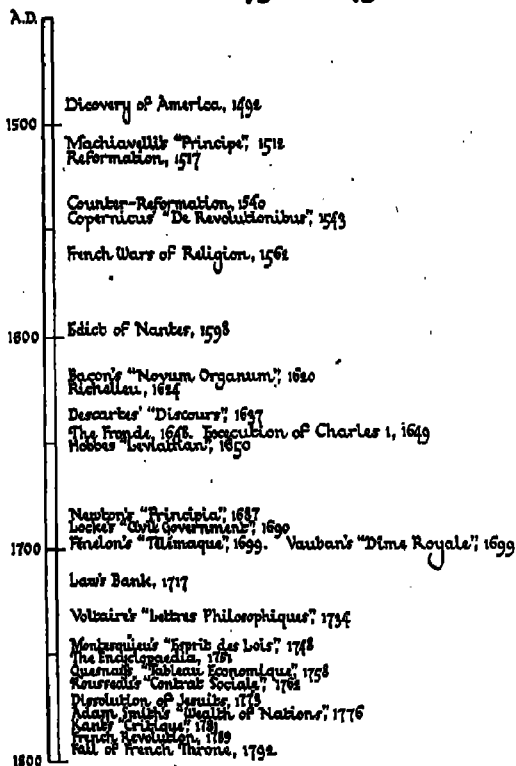 A.D.
Dicovery of America, 1492
1500
Machiavelli's "Principe", 1512
Reformation, 1517
Counter-Reformation, 1540
Copernicus' "De Revolutionibus", 1543
French Wars of Religion, 1562
Edict of Nantes, 1598
1600
Bacon's "Novum Organum", 1620
Richelieu, 1624
Descartes' "Discours", 1637
The Fronde, 1648. Execution of Charles 1, 1649
Hobbes' "Leviathan", 1650
Newton's "Principia", 1687
Locke's "Civil Government", 1690
Fénelon's "Télémaque", 1699. Vauban's "Dime Royale", 1699
1700
Law's Bank, 1717
Voltaire's "Lettres Philosophiques", 1734
Montesquieu's "Esprit des Lois", 1748
The Encyclopaedia, 1751
Quesnay's "Tableau Economique", 1758
Rousseau's "Contrat Sociale", 1762
Dissolution of Jesuits, 1773
Adam Smith's "Wealth of Nations", 1776
Kant's "Critique", 1781
French Revolution, 1789
Fall of French Throne, 1792
1800